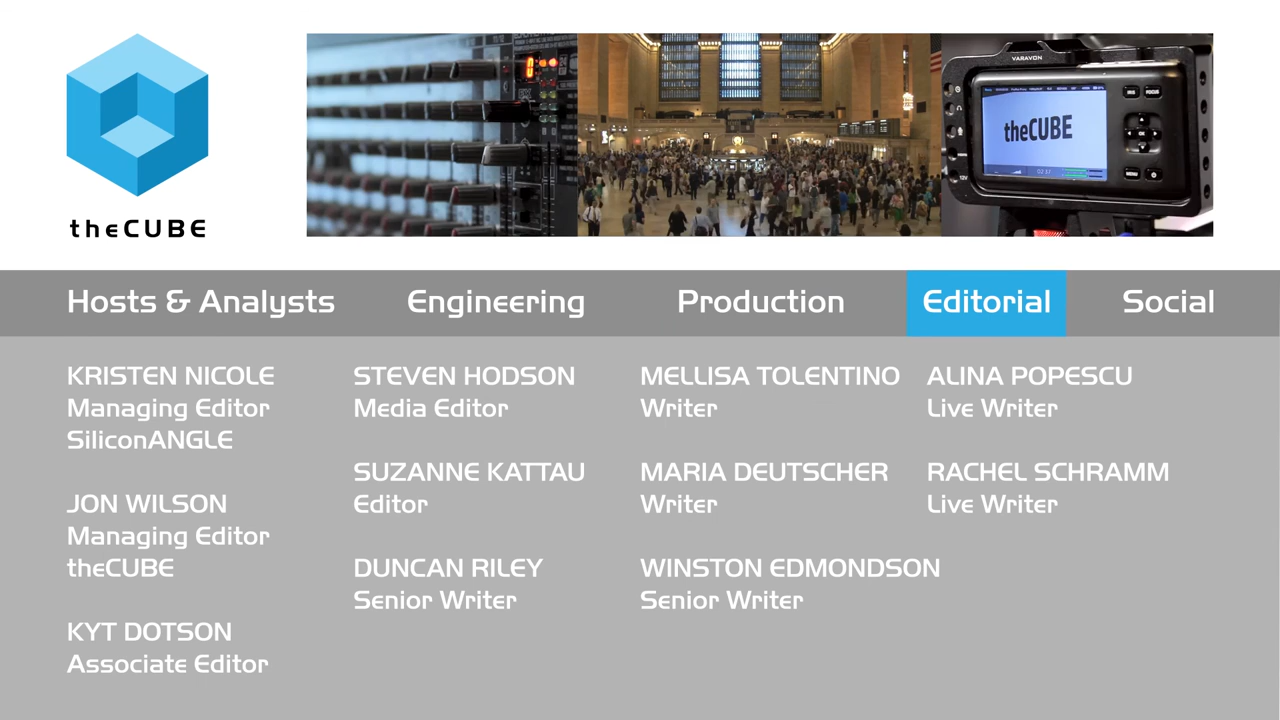 theCUBE
VARAVON
theCUBE
Hosts & Analysts
Engineering
Production
Editorial
Social
KRISTEN NICOLE
Managing Editor
SiliconANGLE
JON WILSON
Managing Editor
theCUBE
KYT DOTSON
Associate Editor
STEVEN HODSON
Media Editor
SUZANNE KATTAU
Editor
DUNCAN RILEY
Senior Writer
MELLISA TOLENTINO
Writer
MARIA DEUTSCHER
Writer
WINSTON EDMONDSON
Senior Writer
ALINA POPESCU
Live Writer
RACHEL SCHRAMM
Live Writer